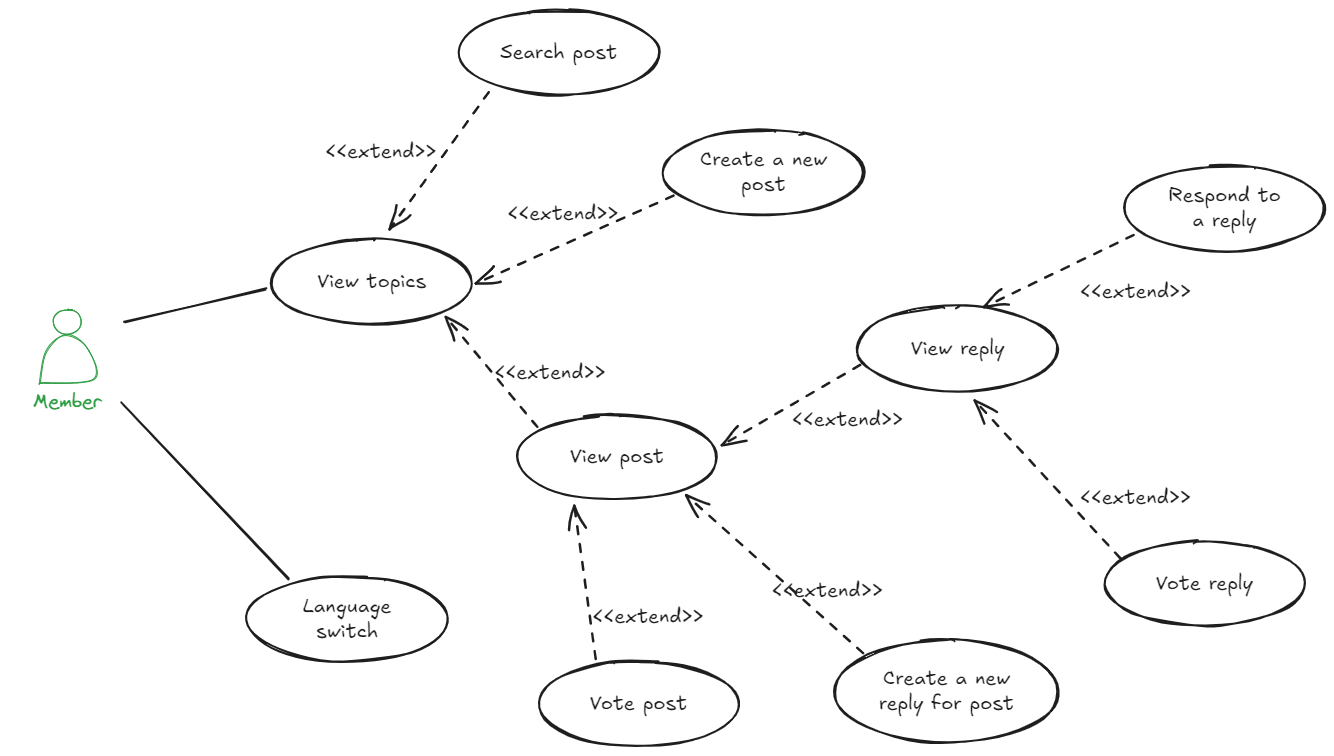 Search post
<<extend>>
Create a new
post
<<extend>>
Respond to
a reply
<<extend>>
View topics
View reply
<<extend>>
<<extend>>
Member
View post
<<extend>>
Vote reply
<<extend>>
Language
switch
<<extend>>
Create a new
reply for post
Vote post